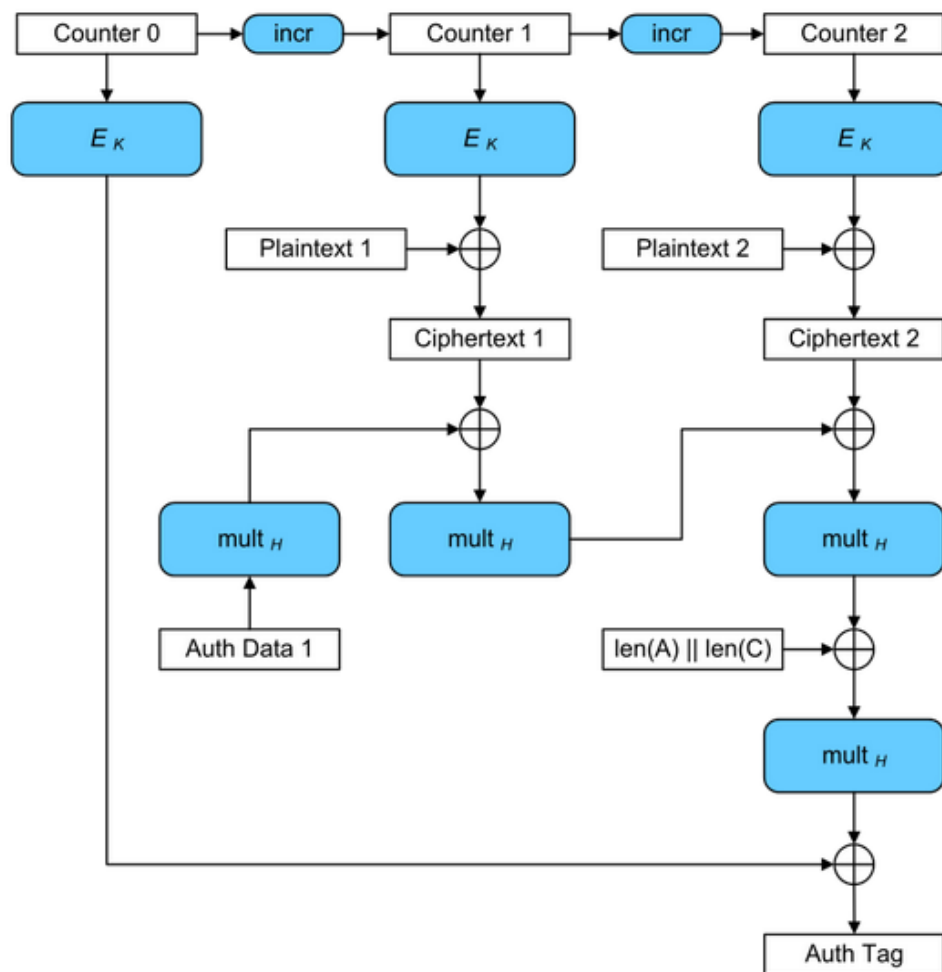 Counter 0
incr
Counter 1
incr
Counter 2
E K
E K
E K
Plaintext 1
Plaintext 2
Ciphertext 1
Ciphertext 2
mult H
mult H
mult H
Auth Data 1
len(A) || len(C)
mult H
Auth Tag